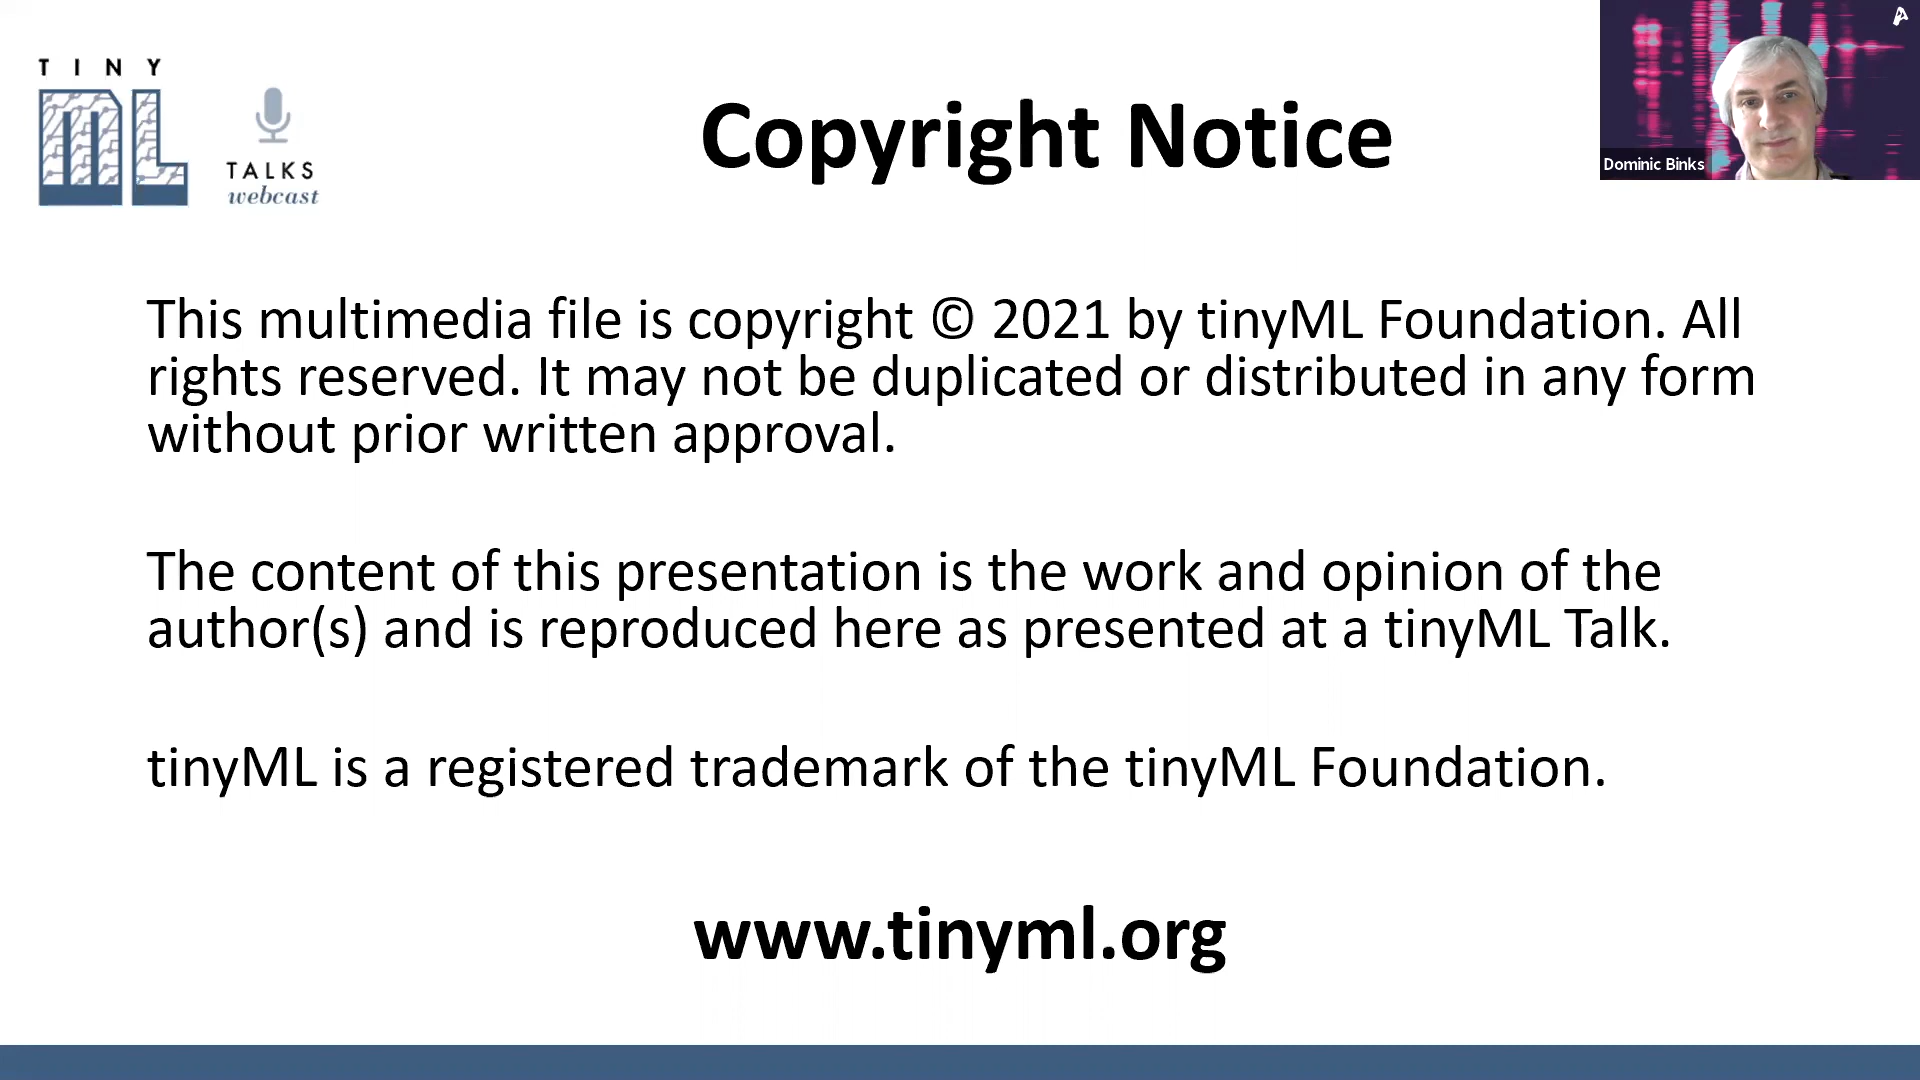 TINY
ML
TALKS
webcast
Copyright Notice
Dominic Binks
This multimedia file is copyright © 2021 by tinyML Foundation. All
rights reserved. It may not be duplicated or distributed in any form
without prior written approval.
The content of this presentation is the work and opinion of the
author(s) and is reproduced here as presented at a tinyML Talk.
tinyML is a registered trademark of the tinyML Foundation.
www.tinyml.org